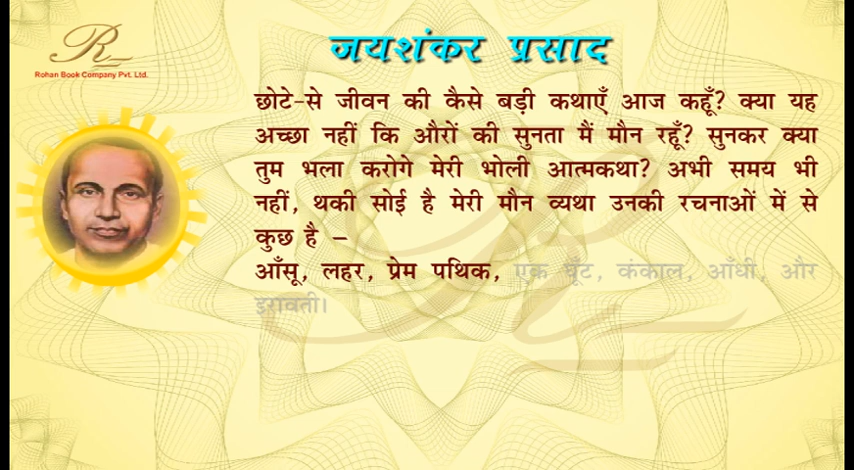 R
Rohan Book Company Pvt. Ltd.
जयशंकर प्रसाद
छोटे-से जीवन की कैसे बड़ी कथाएँ आज कहूँ? क्या यह
अच्छा नहीं कि औरों की सुनता मैं मौन रहूँ? सुनकर क्या
तुम भला करोगे मेरी भोली आत्मकथा? अभी समय भी
नहीं, थकी सोई है मेरी मौन व्यथा उनकी रचनाओं में से
कुछ है –
आँसू, लहर, प्रेम पथिक, एक घूँट, कंकाल, आँधी, और
इरावती।